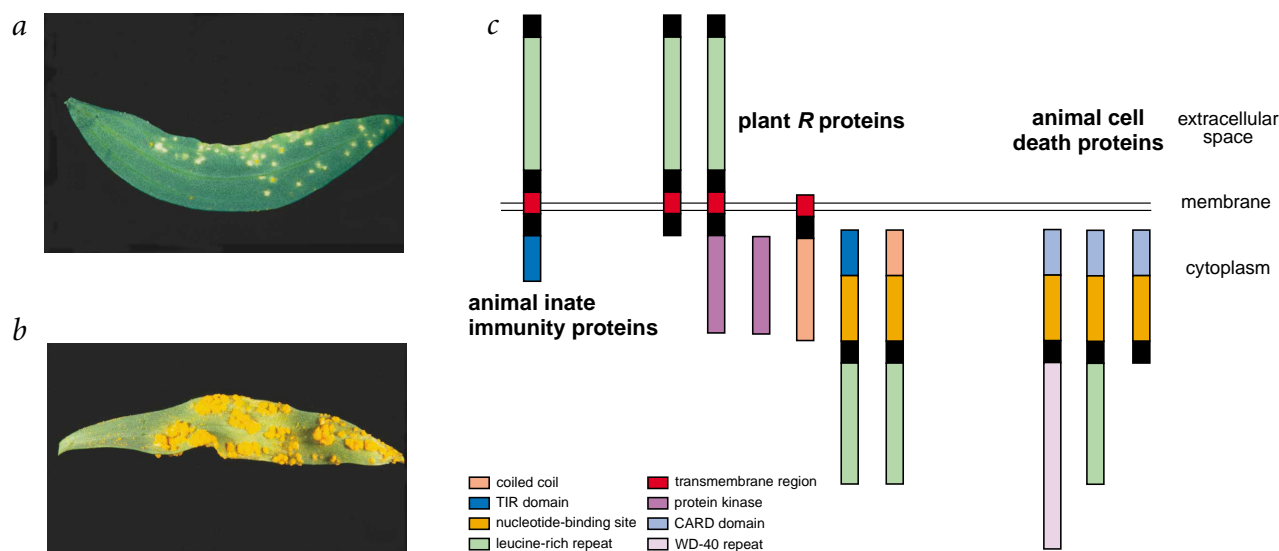 a
b
c
plant R proteins
animal cell
death proteins
extracellular
space
membrane
cytoplasm
animal inate
immunity proteins
coiled coil
TIR domain
nucleotide-binding site
leucine-rich repeat
transmembrane region
protein kinase
CARD domain
WD-40 repeat